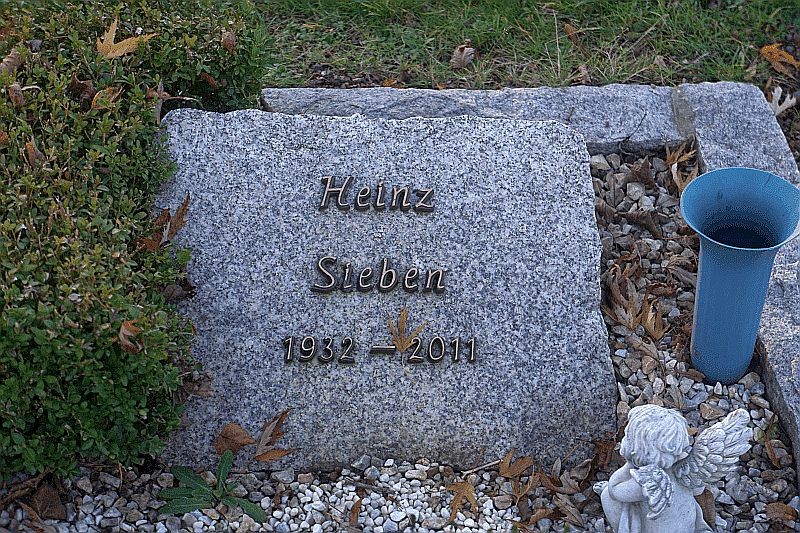 Heinz
Sieben
1932 – 2011